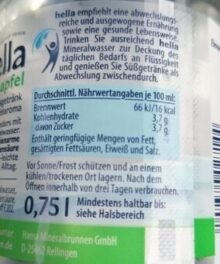 hella empfiehlt eine abwechslungs-
reiche und ausgewogene Ernährung
sowie eine gesunde Lebensweise
Trinken Sie ausreichend hella
Mineralwasser zur Deckung des
täglichen Bedarfs an Flüssigkeit
und genießen Sie Süßgetränke als
Abwechslung zwischendurch.
ella
apfel
Durchschnittl. Nährwertangaben je 100 ml:
Brennwert 66 kJ/16 kcal
Kohlenhydrate 3,7 g
davon Zucker 3,7 g
Enthält geringfügige Mengen von Fett,
gesättigten Fettsäuren, Eiweiß und Salz.
Vor Sonne/Frost schützen und an einem
kühlen/trockenen Ort lagern. Nach dem
Öffnen innerhalb von drei Tagen verbrauchen.
0,75 l Mindestens haltbar bis:
siehe Halsbereich
Hansa Mineralbrunnen GmbH
D-25462 Rellingen